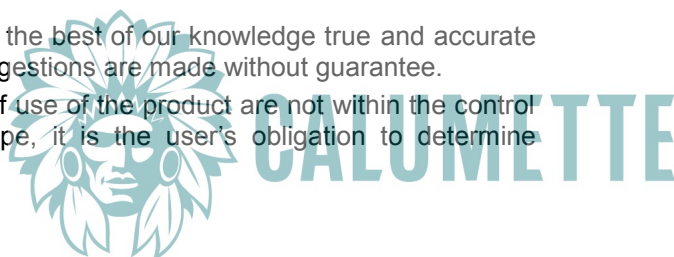 the best of our knowledge true and accurate
gestions are made without guarantee.
f use of the product are not within the control
pe, it is the user's obligation to determine
CALUMETTE